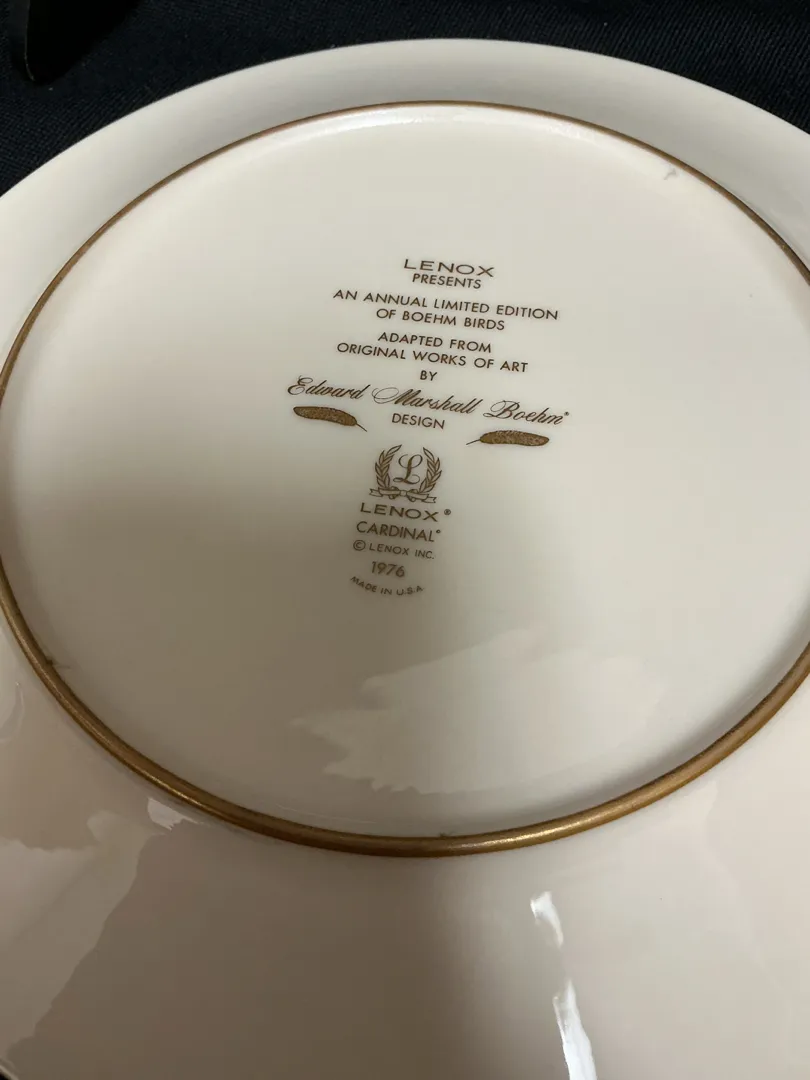 LENOX
PRESENTS
AN ANNUAL LIMITED EDITION
OF BOEHM BIRDS
ADAPTED FROM
ORIGINAL WORKS OF ART
BY
Edward Marshall Boehm®
DESIGN
L
LENOX®
CARDINAL®
© LENOX INC.
1976
MADE IN U.S.A